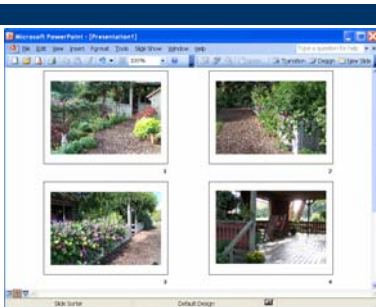 Microsoft PowerPoint - [Presentation1]
File Edit View Insert Format Tools Slide Show Window Help Type a question for help
100% Transition Design New Slide
1 2
3 4
Slide Sorter Default Design